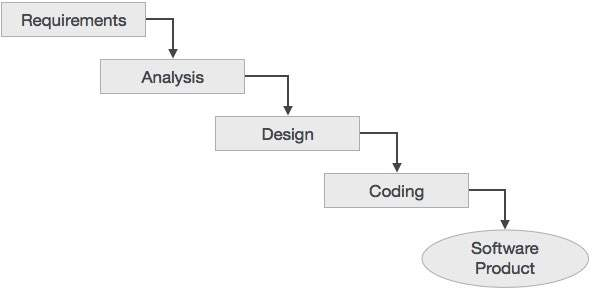 Requirements
Analysis
Design
Coding
Software
Product